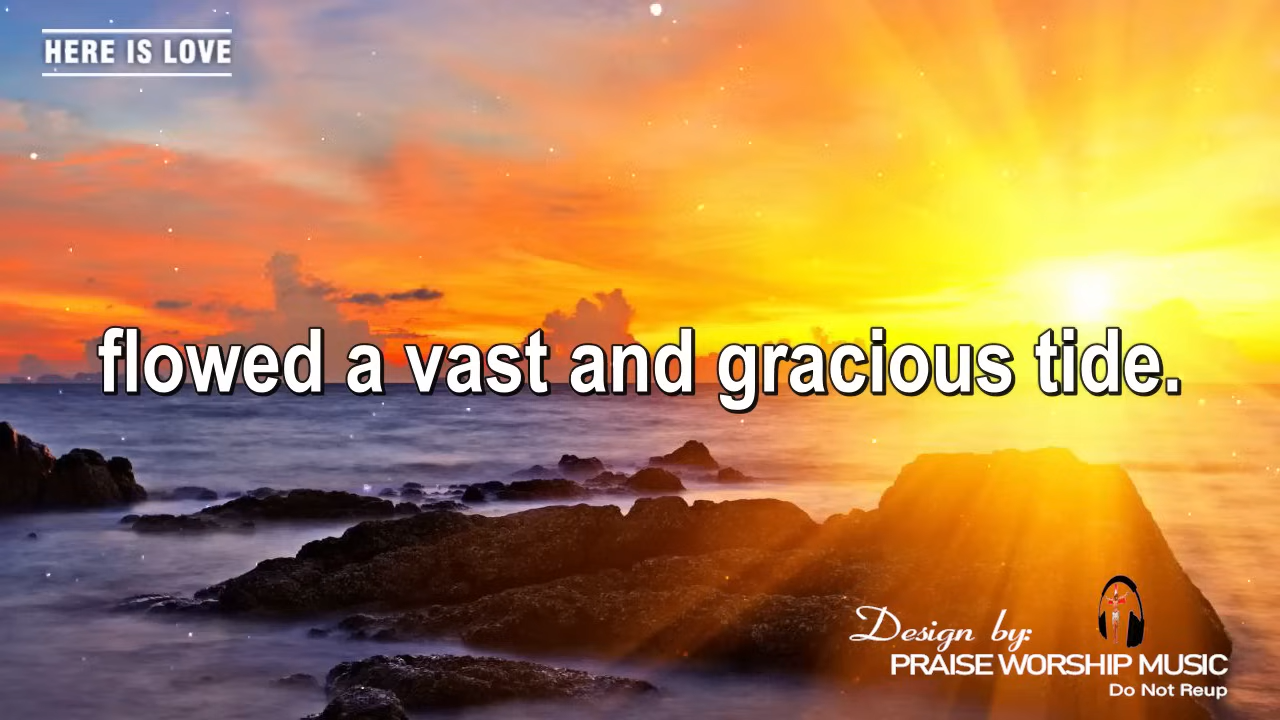 HERE IS LOVE
flowed a vast and gracious tide.
Design by:
PRAISE WORSHIP MUSIC
Do Not Reup